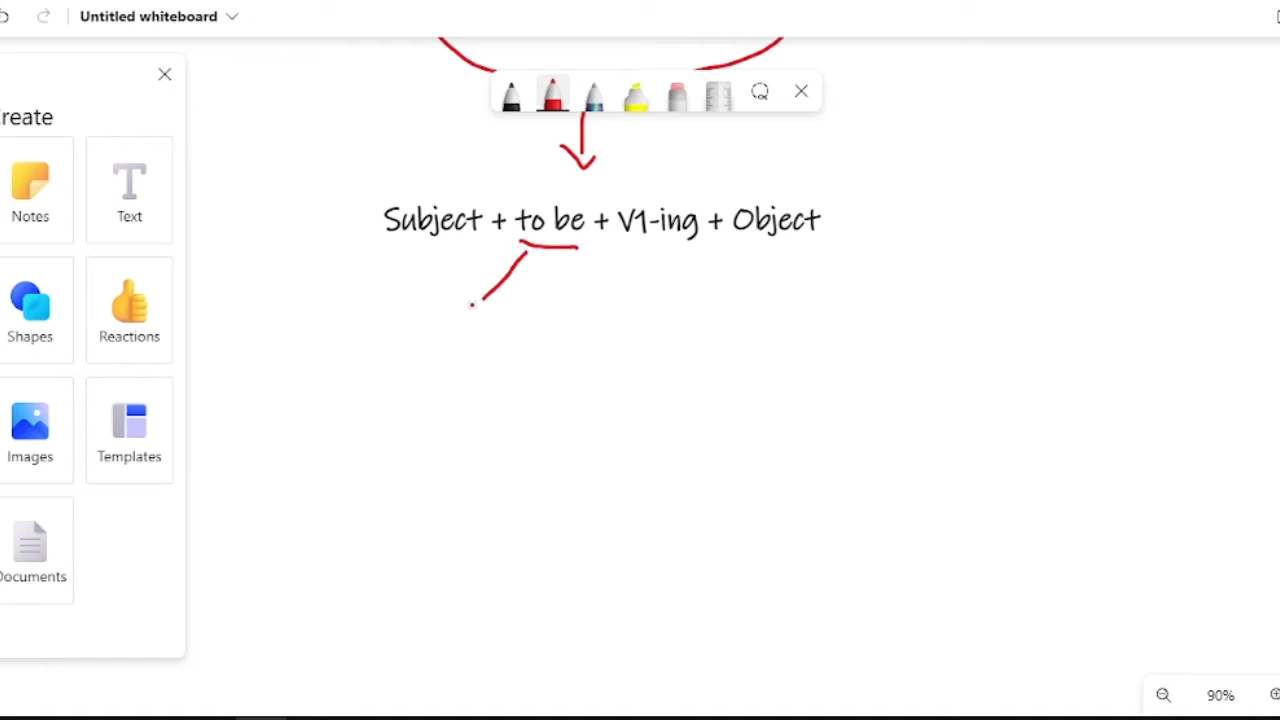 Untitled whiteboard
reate
Notes
Text
Subject + to be + V1-ing + Object
Shapes
Reactions
Images
Templates
Documents
90%